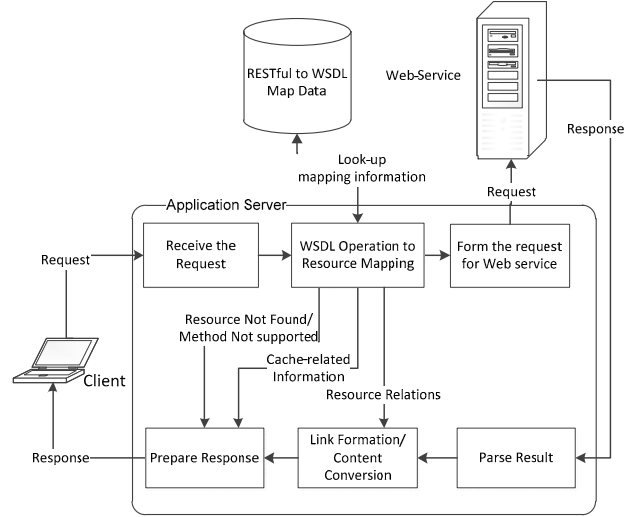 RESTful to WSDL
Map Data
Web-Service
Response
Look-up
mapping information
Request
Application Server
Request
Receive the
Request
WSDL Operation to
Resource Mapping
Form the request
for Web service
Resource Not Found/
Method Not supported
Cache-related
Information
Client
Resource Relations
Response
Prepare Response
Link Formation/
Content
Conversion
Parse Result